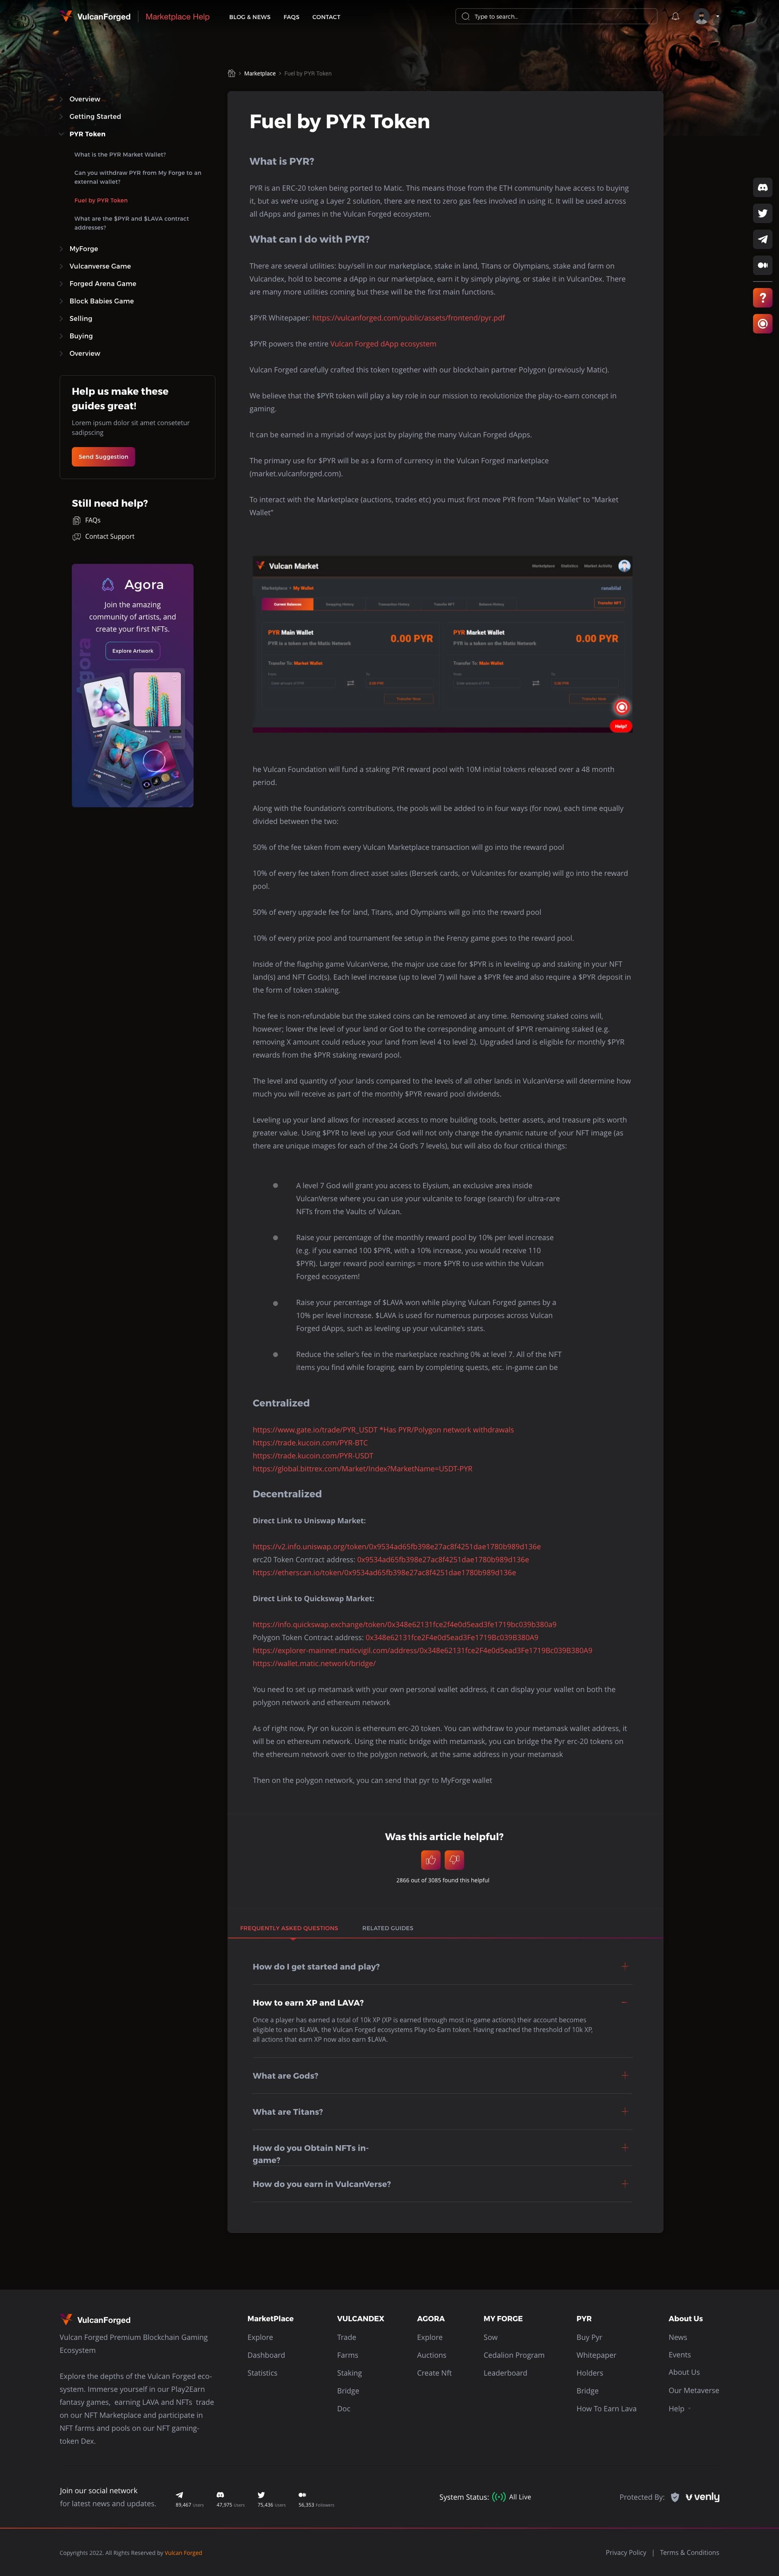 VulcanForged
Marketplace Help
BLOG & NEWS
FAQS
CONTACT
Type to search..
Marketplace > Fuel by PYR Token
Overview
Getting Started
PYR Token
What is the PYR Market Wallet?
Can you withdraw PYR from My Forge to an
external wallet?
Fuel by PYR Token
What are the $PYR and $LAVA contract
addresses?
MyForge
Vulcanverse Game
Forged Arena Game
Block Babies Game
Selling
Buying
Overview
Help us make these
guides great!
Lorem ipsum dolor sit amet consetetur
sadipscing
Send Suggestion
Still need help?
FAQs
Contact Support
Agora
Join the amazing
community of artists, and
create your first NFTs.
Explore Artwork
Agora
Fuel by PYR Token
What is PYR?
PYR is an ERC-20 token being ported to Matic. This means those from the ETH community have access to buying
it, but as we're using a Layer 2 solution, there are next to zero gas fees involved in using it. It will be used across
all dApps and games in the Vulcan Forged ecosystem.
What can I do with PYR?
There are several utilities: buy/sell in our marketplace, stake in land, Titans or Olympians, stake and farm on
Vulcandex, hold to become a dApp in our marketplace, earn it by simply playing, or stake it in VulcanDex. There
are many more utilities coming but these will be the first main functions.
$PYR Whitepaper: https://vulcanforged.com/public/assets/frontend/pyr.pdf
$PYR powers the entire Vulcan Forged dApp ecosystem
Vulcan Forged carefully crafted this token together with our blockchain partner Polygon (previously Matic).
We believe that the $PYR token will play a key role in our mission to revolutionize the play-to-earn concept in
gaming.
It can be earned in a myriad of ways just by playing the many Vulcan Forged dApps.
The primary use for $PYR will be as a form of currency in the Vulcan Forged marketplace
(market.vulcanforged.com).
To interact with the Marketplace (auctions, trades etc) you must first move PYR from "Main Wallet" to "Market
Wallet"
Vulcan Market
Marketplace
Statistics
Market Activity
Marketplace > My Wallet
Current Balances
Outgoing History
Transaction History
Transfer NFT
Balance History
Transfer NFT
PYR Main Wallet
PYR is a token on the Matic Network
0.00 PYR
Transfer To: Market Wallet
From
To
0.00 PYR
Transfer Now
PYR Market Wallet
PYR is a token on the Matic Network
0.00 PYR
Transfer To: Main Wallet
From
To
0.00 PYR
Transfer Now
Help?
he Vulcan Foundation will fund a staking PYR reward pool with 10M initial tokens released over a 48 month
period.
Along with the foundation's contributions, the pools will be added to in four ways (for now), each time equally
divided between the two:
50% of the fee taken from every Vulcan Marketplace transaction will go into the reward pool
10% of every fee taken from direct asset sales (Berserk cards, or Vulcanites for example) will go into the reward
pool.
50% of every upgrade fee for land, Titans, and Olympians will go into the reward pool
10% of every prize pool and tournament fee setup in the Frenzy game goes to the reward pool.
Inside of the flagship game VulcanVerse, the major use case for $PYR is in leveling up and staking in your NFT
land(s) and NFT God(s). Each level increase (up to level 7) will have a $PYR fee and also require a $PYR deposit in
the form of token staking.
The fee is non-refundable but the staked coins can be removed at any time. Removing staked coins will,
however; lower the level of your land or God to the corresponding amount of $PYR remaining staked (e.g.
removing X amount could reduce your land from level 4 to level 2). Upgraded land is eligible for monthly $PYR
rewards from the $PYR staking reward pool.
The level and quantity of your lands compared to the levels of all other lands in VulcanVerse will determine how
much you will receive as part of the monthly $PYR reward pool dividends.
Leveling up your land allows for increased access to more building tools, better assets, and treasure pits worth
greater value. Using $PYR to level up your God will not only change the dynamic nature of your NFT image (as
there are unique images for each of the 24 God's 7 levels), but will also do four critical things:
A level 7 God will grant you access to Elysium, an exclusive area inside
VulcanVerse where you can use your vulcanite to forage (search) for ultra-rare
NFTs from the Vaults of Vulcan.
Raise your percentage of the monthly reward pool by 10% per level increase
(e.g. if you earned 100 $PYR, with a 10% increase, you would receive 110
$PYR). Larger reward pool earnings = more $PYR to use within the Vulcan
Forged ecosystem!
Raise your percentage of $LAVA won while playing Vulcan Forged games by a
10% per level increase. $LAVA is used for numerous purposes across Vulcan
Forged dApps, such as leveling up your vulcanite's stats.
Reduce the seller's fee in the marketplace reaching 0% at level 7. All of the NFT
items you find while foraging, earn by completing quests, etc. in-game can be
Centralized
https://www.gate.io/trade/PYR_USDT *Has PYR/Polygon network withdrawals
https://trade.kucoin.com/PYR-BTC
https://trade.kucoin.com/PYR-USDT
https://global.bittrex.com/Market/Index?MarketName=USDT-PYR
Decentralized
Direct Link to Uniswap Market:
https://v2.info.uniswap.org/token/0x9534ad65fb398e27ac8f4251dae1780b989d136e
erc20 Token Contract address: 0x9534ad65fb398e27ac8f4251dae1780b989d136e
https://etherscan.io/token/0x9534ad65fb398e27ac8f4251dae1780b989d136e
Direct Link to Quickswap Market:
https://info.quickswap.exchange/token/0x348e62131fce2f4e0d5ead3fe1719bc039b380a9
Polygon Token Contract address: 0x348e62131fce2F4e0d5ead3Fe1719Bc039B380A9
https://explorer-mainnet.maticvigil.com/address/0x348e62131fce2F4e0d5ead3Fe1719Bc039B380A9
https://wallet.matic.network/bridge/
You need to set up metamask with your own personal wallet address, it can display your wallet on both the
polygon network and ethereum network
As of right now, Pyr on kucoin is ethereum erc-20 token. You can withdraw to your metamask wallet address, it
will be on ethereum network. Using the matic bridge with metamask, you can bridge the Pyr erc-20 tokens on
the ethereum network over to the polygon network, at the same address in your metamask
Then on the polygon network, you can send that pyr to MyForge wallet
Was this article helpful?
2866 out of 3085 found this helpful
FREQUENTLY ASKED QUESTIONS
RELATED GUIDES
How do I get started and play?
How to earn XP and LAVA?
Once a player has earned a total of 10k XP (XP is earned through most in-game actions) their account becomes
eligible to earn $LAVA, the Vulcan Forged ecosystems Play-to-Earn token. Having reached the threshold of 10k XP,
all actions that earn XP now also earn $LAVA.
What are Gods?
What are Titans?
How do you Obtain NFTs in-
game?
How do you earn in VulcanVerse?
VulcanForged
Vulcan Forged Premium Blockchain Gaming
Ecosystem
Explore the depths of the Vulcan Forged eco-
system. Immerse yourself in our Play2Earn
fantasy games, earning LAVA and NFTs trade
on our NFT Marketplace and participate in
NFT farms and pools on our NFT gaming-
token Dex.
MarketPlace
Explore
Dashboard
Statistics
VULCANDEX
Trade
Farms
Staking
Bridge
Doc
AGORA
Explore
Auctions
Create Nft
MY FORGE
Sow
Cedalion Program
Leaderboard
PYR
Buy Pyr
Whitepaper
Holders
Bridge
How To Earn Lava
About Us
News
Events
About Us
Our Metaverse
Help
Join our social network
for latest news and updates.
89,467 users
47,975 users
75,436 users
56,353 followers
System Status: All Live
Protected By: venly
Copyrights 2022. All Rights Reserved by Vulcan Forged
Privacy Policy | Terms & Conditions